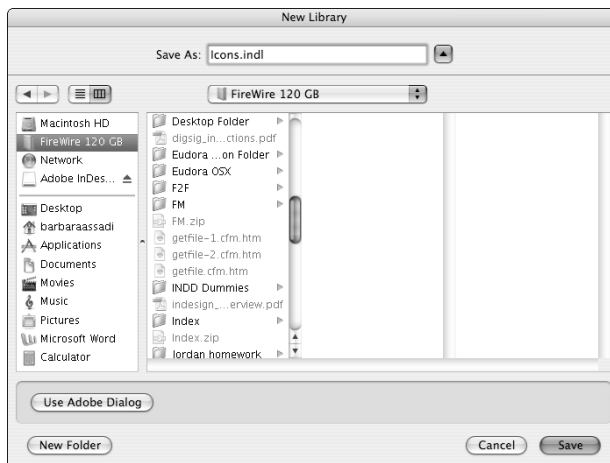 New Library
Save As: Icons.indl
FireWire 120 GB
Macintosh HD
FireWire 120 GB
Network
Adobe InDes...
Desktop
barbaraassadi
Applications
Documents
Movies
Music
Pictures
Microsoft Word
Calculator
Desktop Folder
digsig_in...ctions.pdf
Eudora ...on Folder
Eudora OSX
F2F
FM
FM.zip
getfile-1.cfm.htm
getfile-2.cfm.htm
getfile.cfm.htm
INDD Dummies
indesign_...erview.pdf
Index
Index.zip
Jordan homework
Use Adobe Dialog
New Folder
Cancel
Save